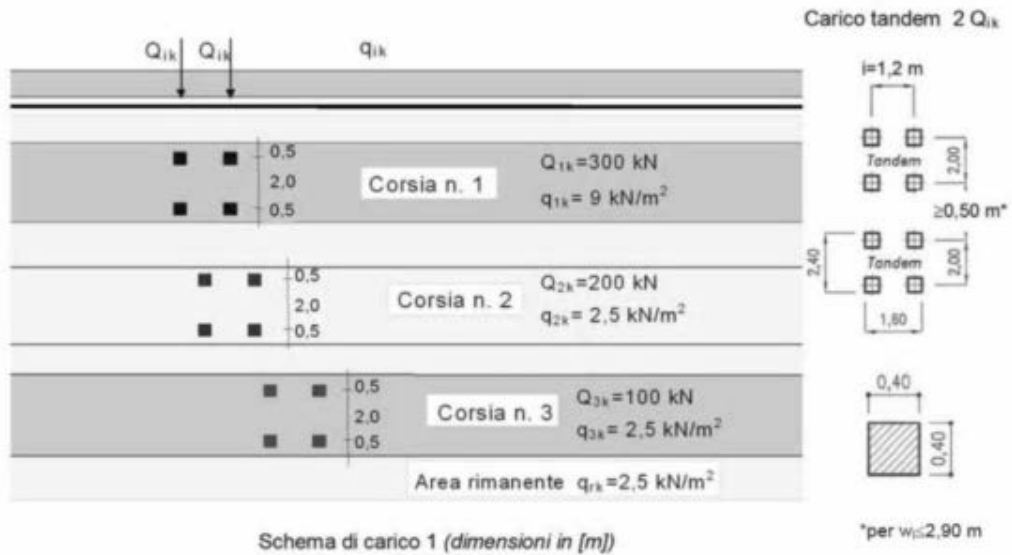 Carico tandem 2 Qik
Qik Qik qik
i=1,2 m
0,5
2,0
0,5
Corsia n. 1
Q1k=300 kN
q1k= 9 kN/m²
Tandem
2,00
≥0,50 m*
0,5
2,0
0,5
Corsia n. 2
Q2k=200 kN
q2k= 2,5 kN/m²
2,40
Tandem
2,00
1,60
0,5
2,0
0,5
Corsia n. 3
Q3k=100 kN
q3k= 2,5 kN/m²
0,40
0,40
Area rimanente qrk=2,5 kN/m²
Schema di carico 1 (dimensioni in [m])
*per wi≤2,90 m